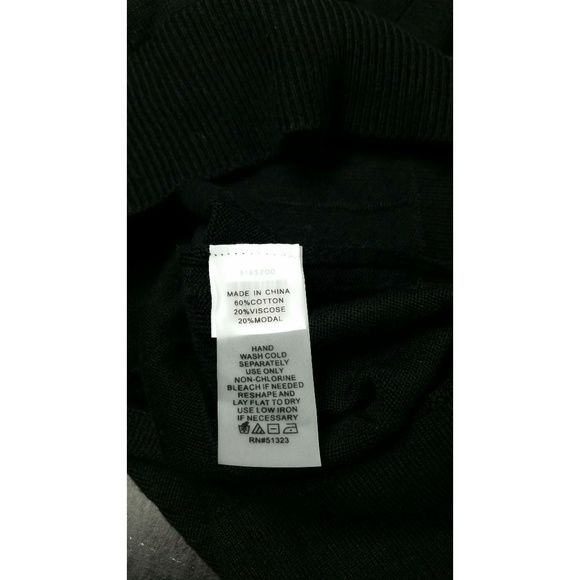 MADE IN CHINA
60%COTTON
20%VISCOSE
20%MODAL
HAND
WASH COLD
SEPARATELY
USE ONLY
NON-CHLORINE
BLEACH IF NEEDED
RESHAPE AND
LAY FLAT TO DRY
USE LOW IRON
IF NECESSARY
RN#51323